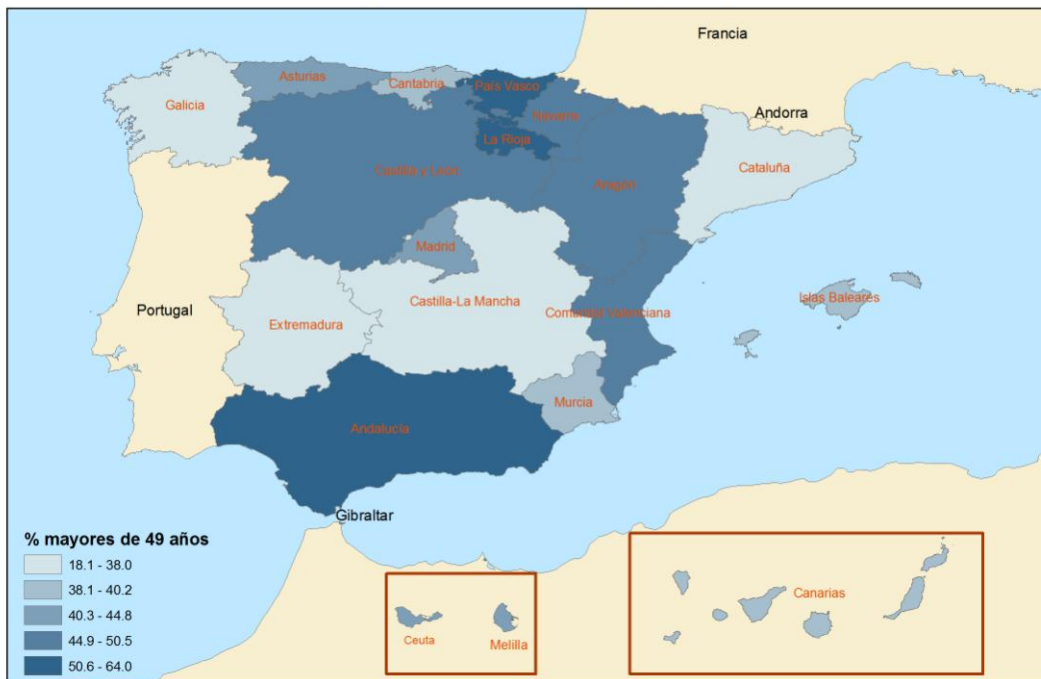 Francia
Asturias
Cantabria
País Vasco
Galicia
Navarra
Andorra
La Rioja
Cataluña
Castilla y León
Aragón
Madrid
Islas Baleares
Castilla-La Mancha
Portugal
Comunitat Valenciana
Extremadura
Murcia
Andalucía
Gibraltar
% mayores de 49 años
18.1 - 38.0
38.1 - 40.2
40.3 - 44.8
44.9 - 50.5
50.6 - 64.0
Ceuta
Melilla
Canarias